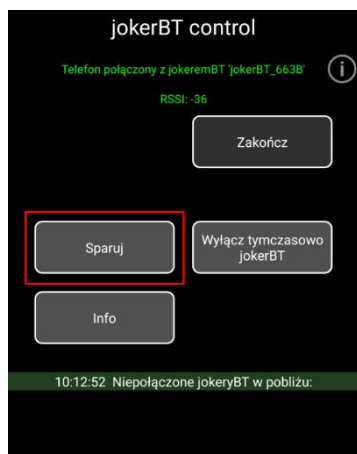 jokerBT control
Telefon połączony z jokeremBT 'jokerBT_663B'
RSSI: -36
Zakończ
Sparuj
Wyłącz tymczasowo
jokerBT
Info
10:12:52 Niepołączone jokeryBT w pobliżu: